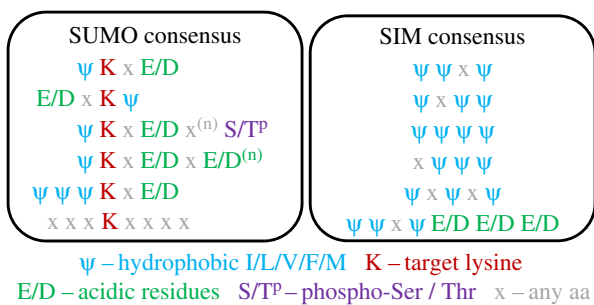 SUMO consensus
ψ K x E/D
E/D x K ψ
ψ K x E/D x⁽ⁿ⁾ S/Tᵖ
ψ K x E/D x E/D⁽ⁿ⁾
ψ ψ ψ K x E/D
x x x K x x x x
SIM consensus
ψ ψ x ψ
ψ x ψ ψ
ψ ψ ψ ψ
x ψ ψ ψ
ψ x ψ x ψ
ψ ψ x ψ E/D E/D E/D
ψ – hydrophobic I/L/V/F/M K – target lysine
E/D – acidic residues S/Tᵖ – phospho-Ser / Thr x – any aa